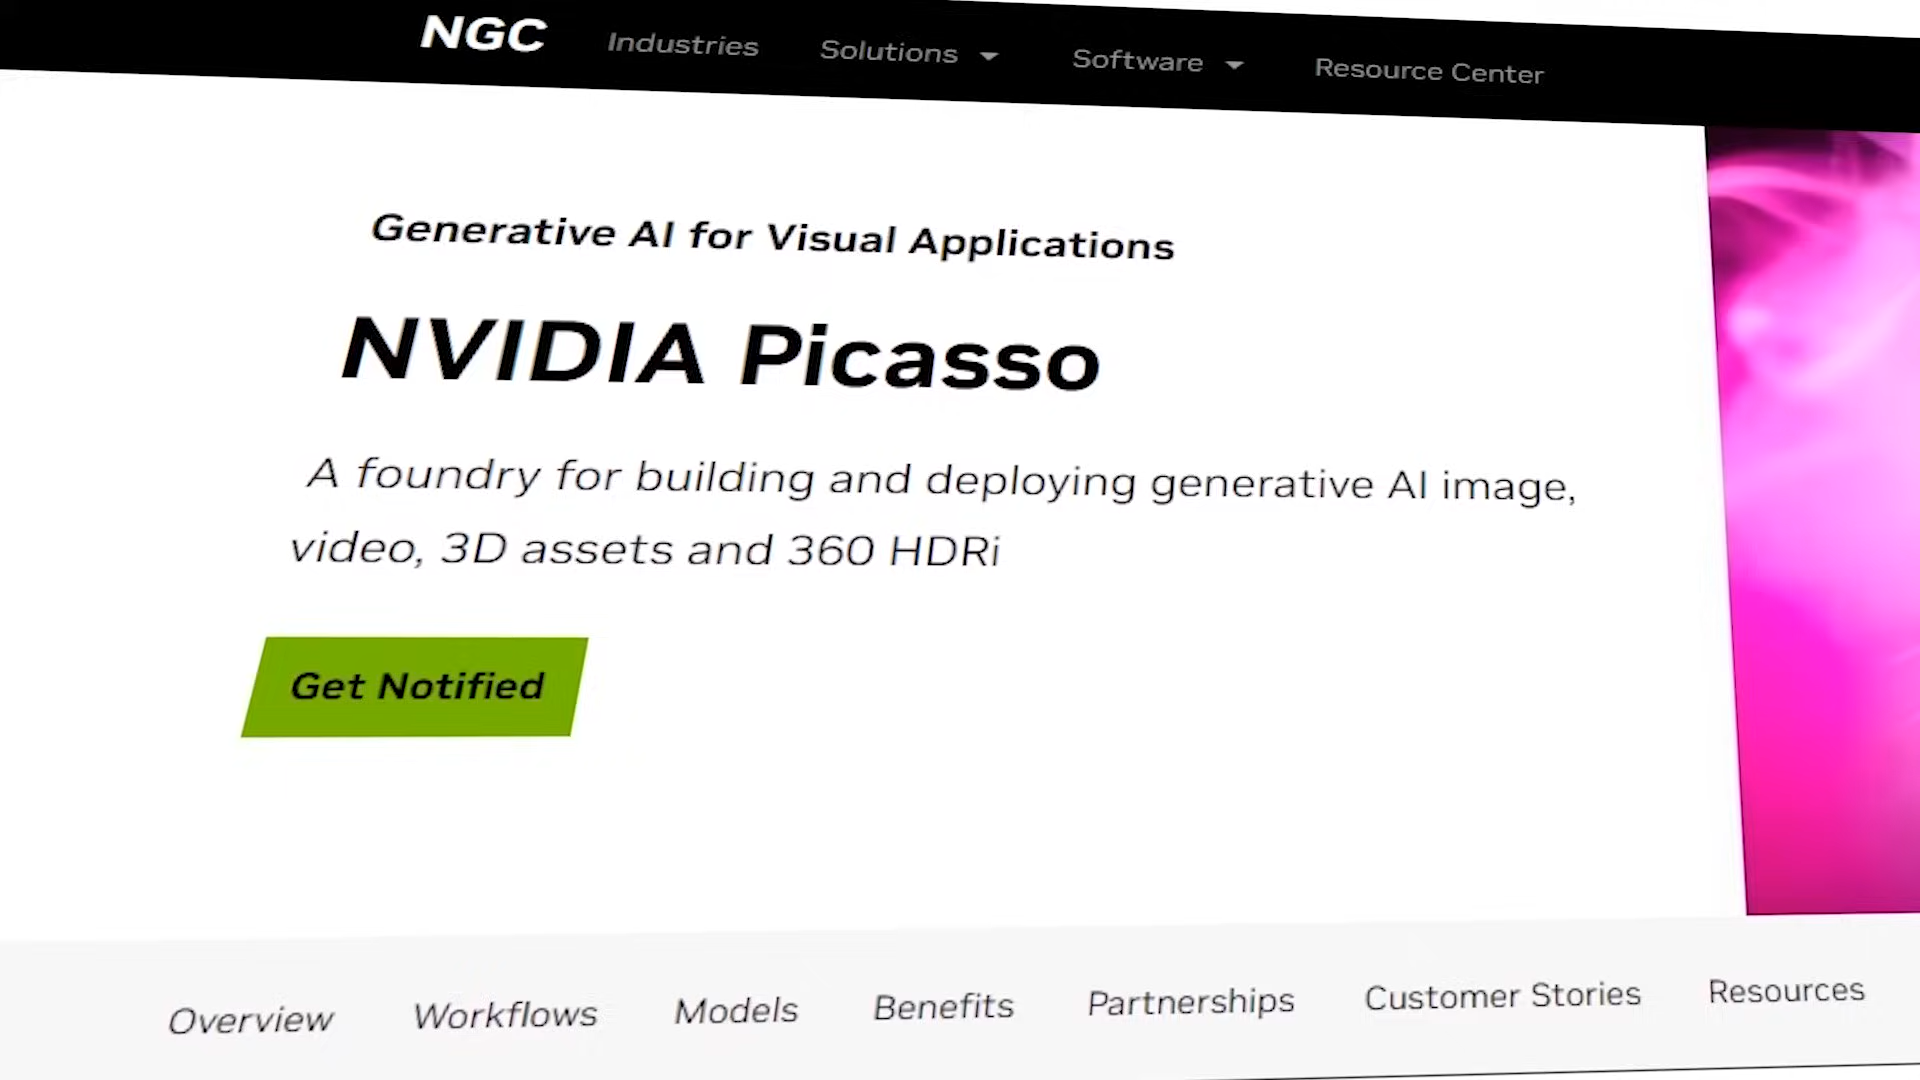 NGC Industries Solutions Software Resource Center
Generative AI for Visual Applications
NVIDIA Picasso
A foundry for building and deploying generative AI image,
video, 3D assets and 360 HDRi
Get Notified
Overview Workflows Models Benefits Partnerships Customer Stories Resources